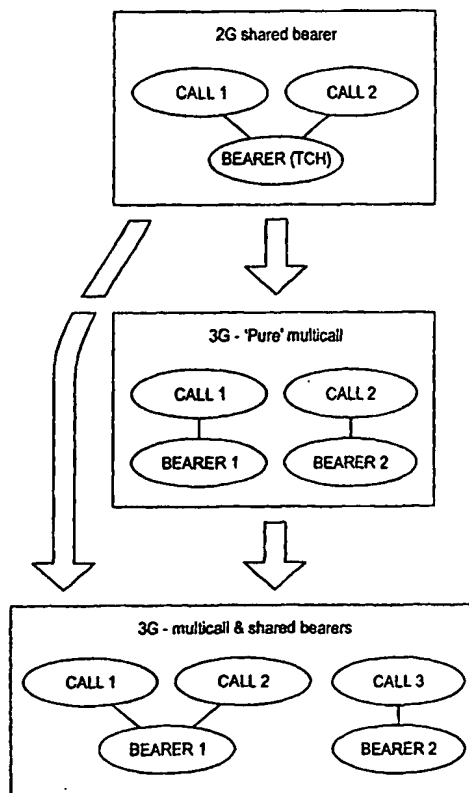 2G shared bearer
CALL 1 CALL 2
BEARER (TCH)
3G - 'Pure' multicall
CALL 1 CALL 2
BEARER 1 BEARER 2
3G - multicall & shared bearers
CALL 1 CALL 2 CALL 3
BEARER 1 BEARER 2